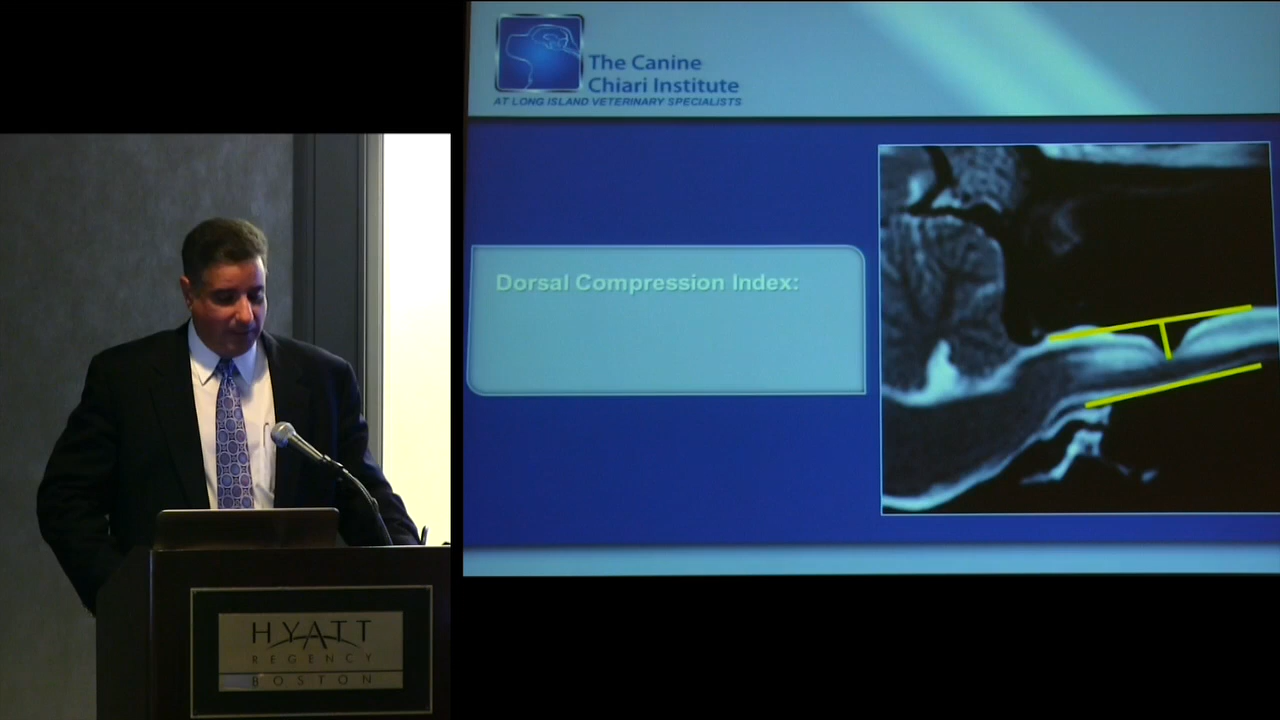 The Canine
Chiari Institute
AT LONG ISLAND VETERINARY SPECIALISTS
Dorsal Compression Index:
HYATT
REGENCY
BOSTON